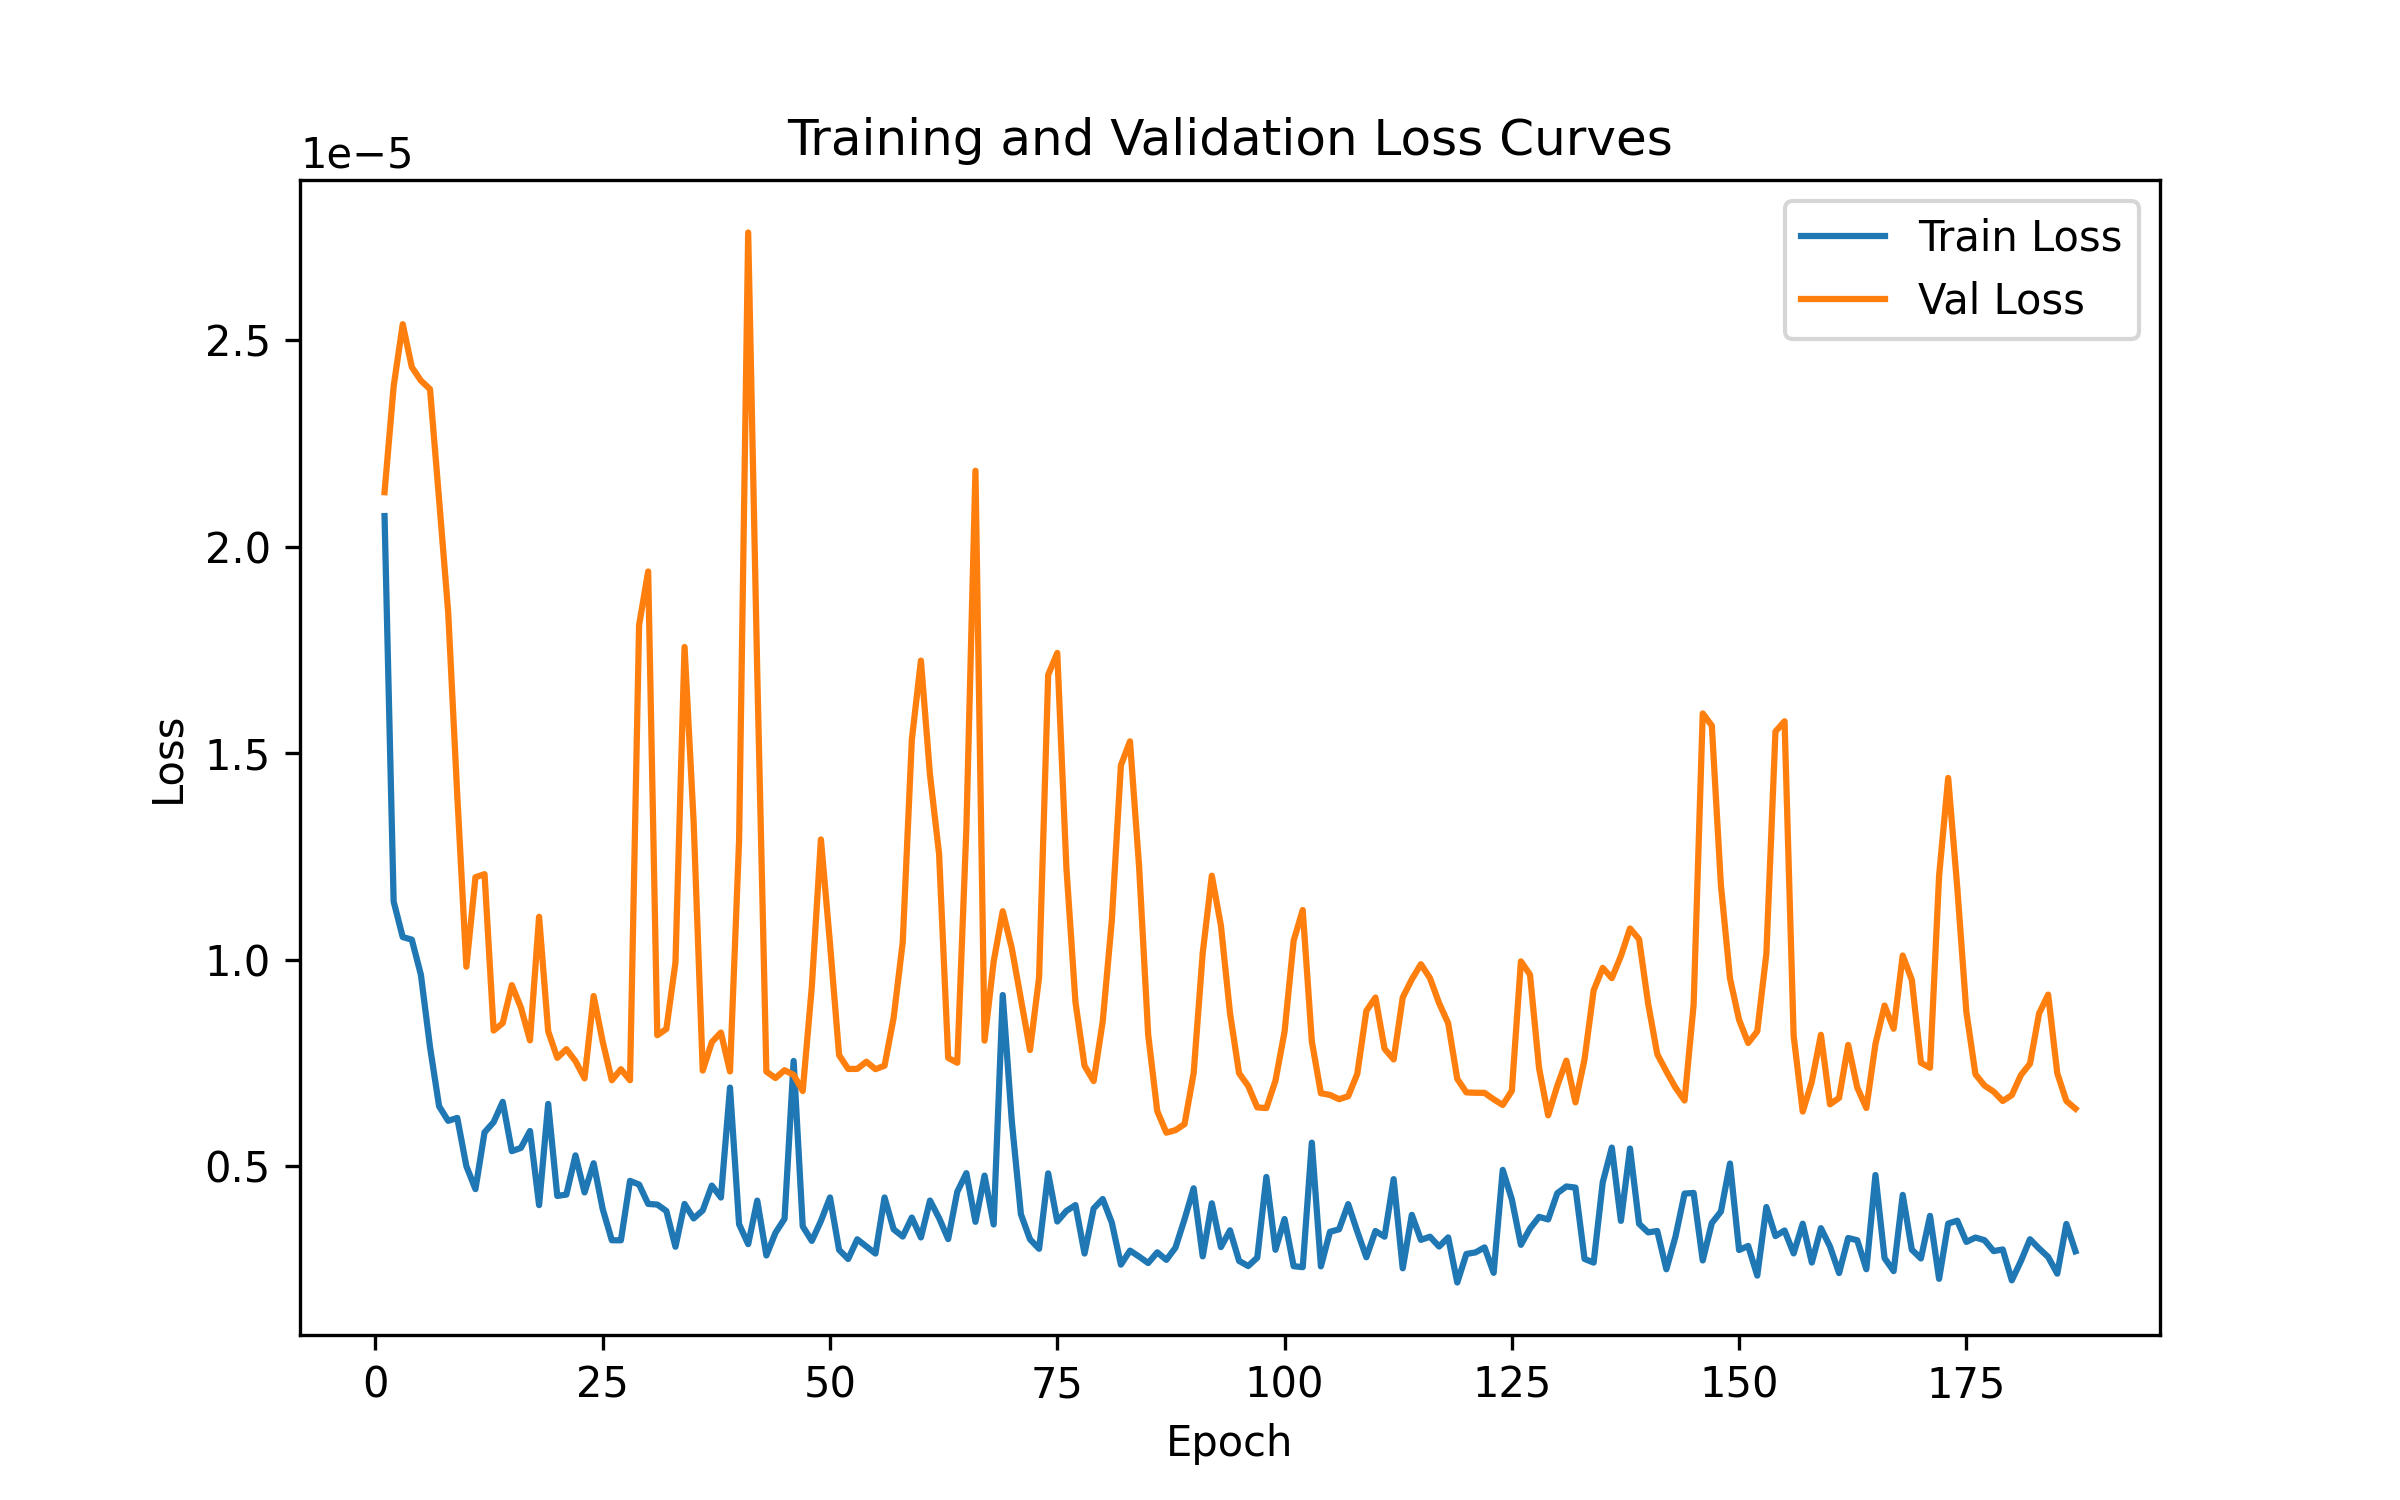 Training and Validation Loss Curves
1e−5
Train Loss
Val Loss
2.5
2.0
1.5
1.0
0.5
Loss
0 25 50 75 100 125 150 175
Epoch